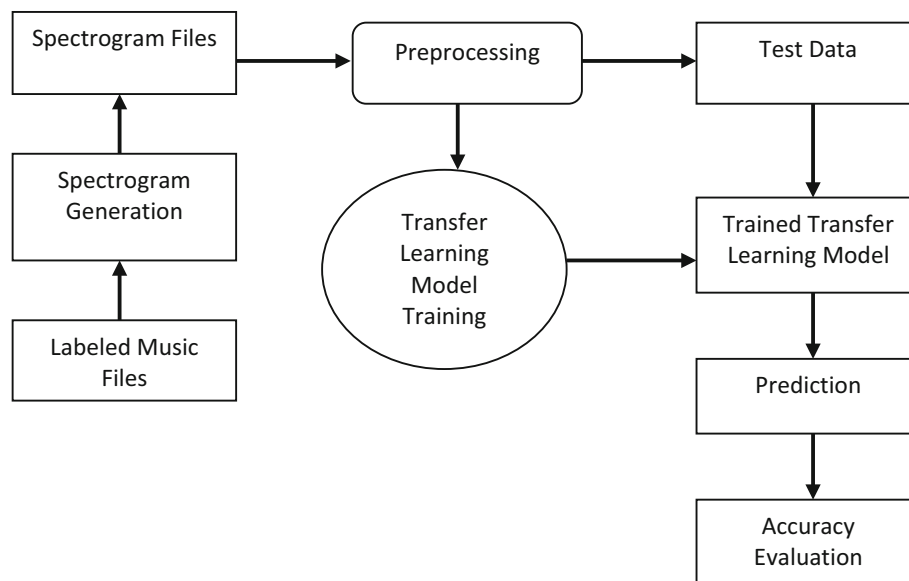 Spectrogram Files
Preprocessing
Test Data
Spectrogram
Generation
Transfer
Learning
Model
Training
Trained Transfer
Learning Model
Labeled Music
Files
Prediction
Accuracy
Evaluation